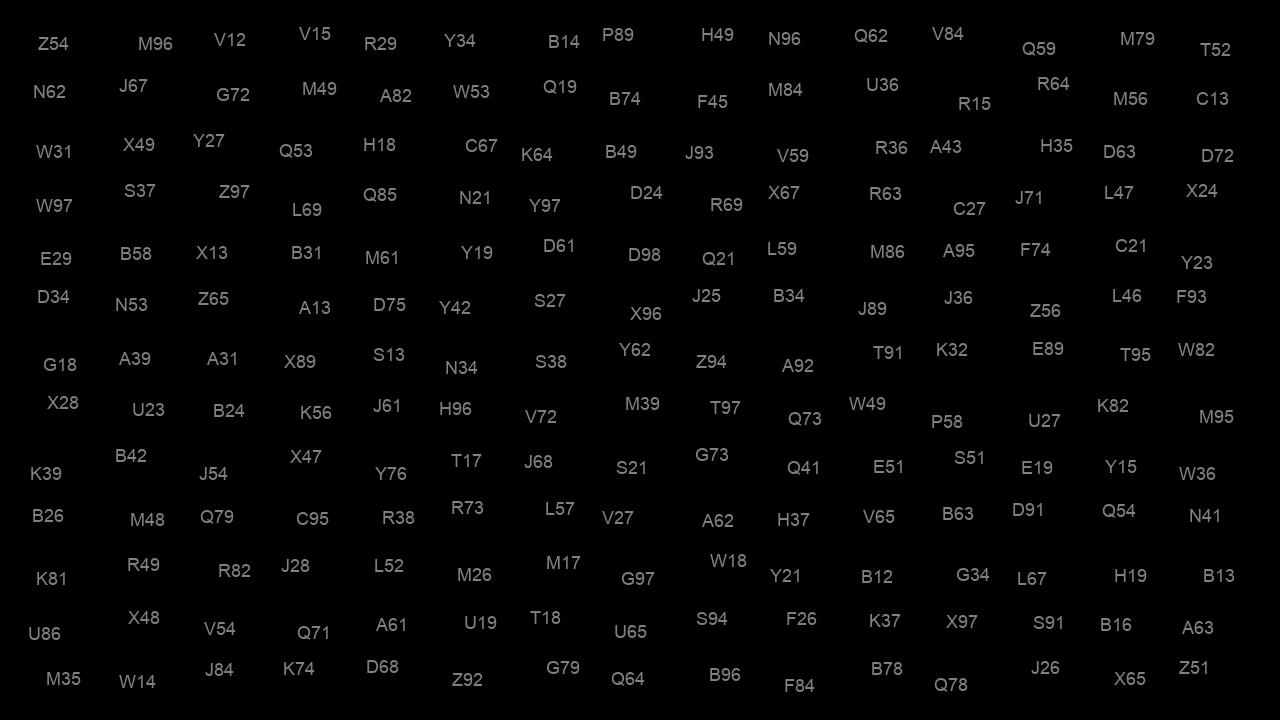 Z54 M96 V12 V15 R29 Y34 B14 P89 H49 N96 Q62 V84 Q59 M79 T52
N62 J67 G72 M49 A82 W53 Q19 B74 F45 M84 U36 R15 R64 M56 C13
W31 X49 Y27 Q53 H18 C67 K64 B49 J93 V59 R36 A43 H35 D63 D72
W97 S37 Z97 L69 Q85 N21 Y97 D24 R69 X67 R63 C27 J71 L47 X24
E29 B58 X13 B31 M61 Y19 D61 D98 Q21 L59 M86 A95 F74 C21 Y23
D34 N53 Z65 A13 D75 Y42 S27 X96 J25 B34 J89 J36 Z56 L46 F93
G18 A39 A31 X89 S13 N34 S38 Y62 Z94 A92 T91 K32 E89 T95 W82
X28 U23 B24 K56 J61 H96 V72 M39 T97 Q73 W49 P58 U27 K82 M95
K39 B42 J54 X47 Y76 T17 J68 S21 G73 Q41 E51 S51 E19 Y15 W36
B26 M48 Q79 C95 R38 R73 L57 V27 A62 H37 V65 B63 D91 Q54 N41
K81 R49 R82 J28 L52 M26 M17 G97 W18 Y21 B12 G34 L67 H19 B13
U86 X48 V54 Q71 A61 U19 T18 U65 S94 F26 K37 X97 S91 B16 A63
M35 W14 J84 K74 D68 Z92 G79 Q64 B96 F84 B78 Q78 J26 X65 Z51